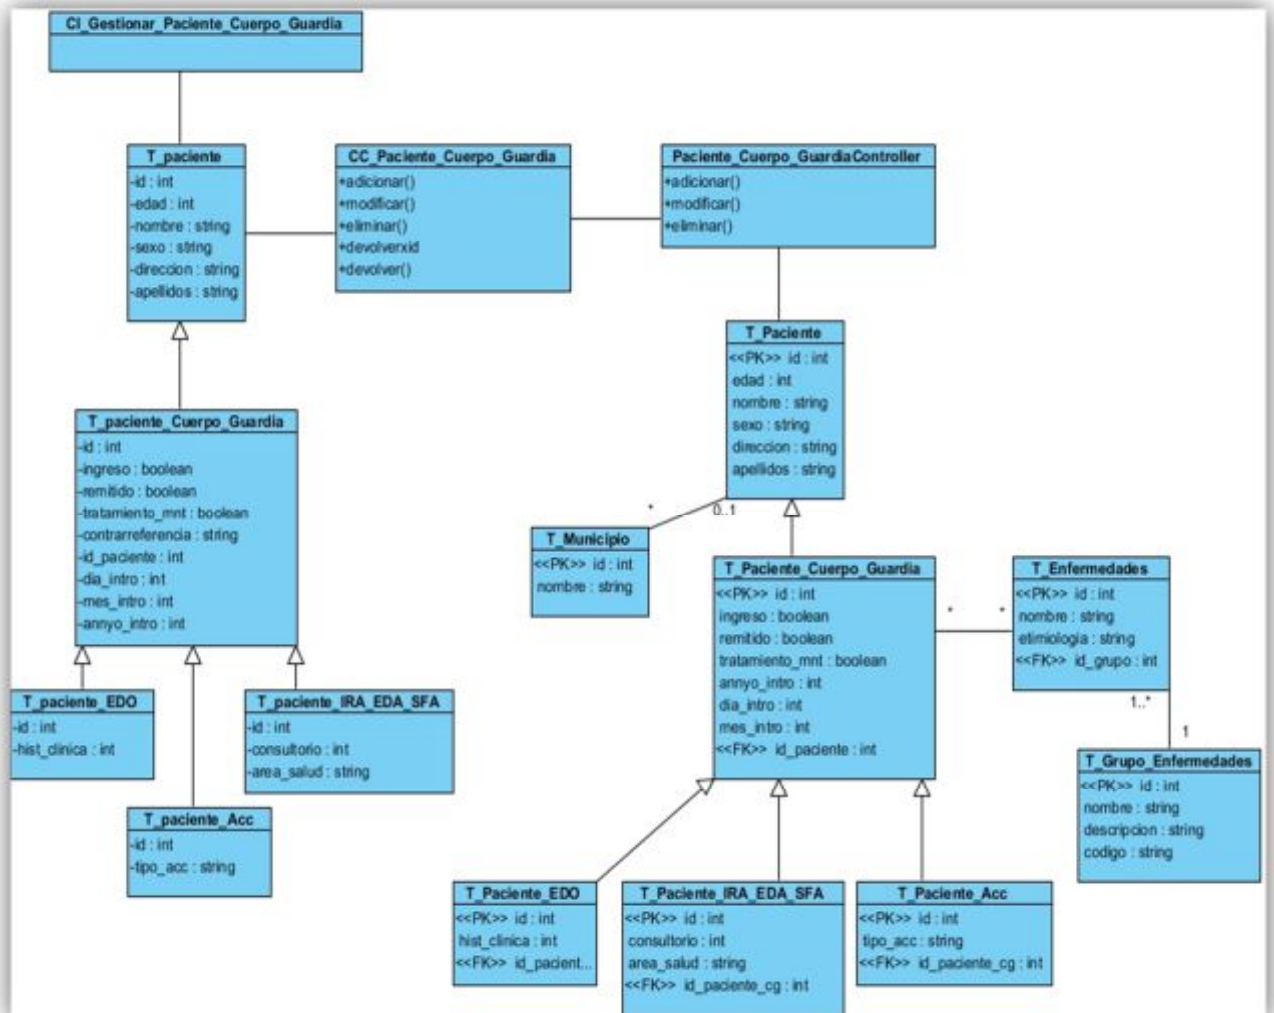 CI_Gestionar_Paciente_Cuerpo_Guardia
T_paciente
-id : int
-edad : int
-nombre : string
-sexo : string
-direccion : string
-apellidos : string
CC_Paciente_Cuerpo_Guardia
+adicionar()
+modificar()
+eliminar()
+devolverxid
+devolver()
Paciente_Cuerpo_GuardiaController
+adicionar()
+modificar()
+eliminar()
T_Paciente
<<PK>> id : int
edad : int
nombre : string
sexo : string
direccion : string
apellidos : string
T_paciente_Cuerpo_Guardia
-id : int
-ingreso : boolean
-remitido : boolean
-tratamiento_mnt : boolean
-contrarreferencia : string
-id_paciente : int
-dia_intro : int
-mes_intro : int
-annyo_intro : int
* 0..1
T_Municipio
<<PK>> id : int
nombre : string
T_Paciente_Cuerpo_Guardia
<<PK>> id : int
ingreso : boolean
remitido : boolean
tratamiento_mnt : boolean
annyo_intro : int
dia_intro : int
mes_intro : int
<<FK>> id_paciente : int
* *
T_Enfermedades
<<PK>> id : int
nombre : string
etimiologia : string
<<FK>> id_grupo : int
1..*
1
T_Grupo_Enfermedades
<<PK>> id : int
nombre : string
descripcion : string
codigo : string
T_paciente_EDO
-id : int
-hist_clinica : int
T_paciente_IRA_EDA_SFA
-id : int
-consultorio : int
-area_salud : string
T_paciente_Acc
-id : int
-tipo_acc : string
T_Paciente_EDO
<<PK>> id : int
hist_clinica : int
<<FK>> id_pacient...
T_Paciente_IRA_EDA_SFA
<<PK>> id : int
consultorio : int
area_salud : string
<<FK>> id_paciente_cg : int
T_Paciente_Acc
<<PK>> id : int
tipo_acc : string
<<FK>> id_paciente_cg : int